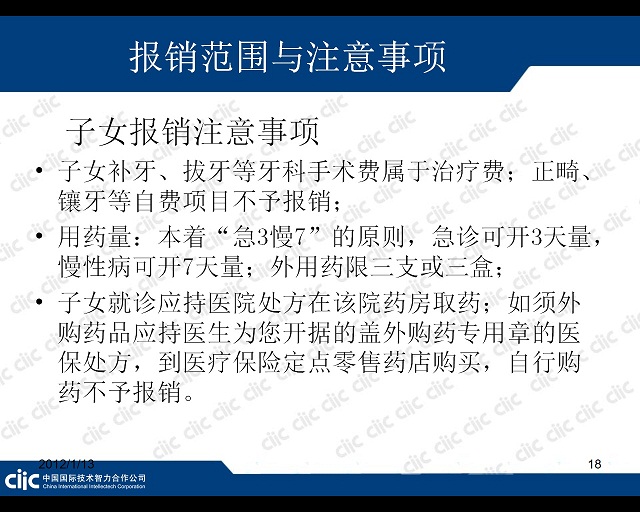 报销范围与注意事项
子女报销注意事项
• 子女补牙、拔牙等牙科手术费属于治疗费；正畸、
镶牙等自费项目不予报销；
• 用药量：本着“急3慢7”的原则，急诊可开3天量，
慢性病可开7天量；外用药限三支或三盒；
• 子女就诊应持医院处方在该院药房取药；如须外
购药品应持医生为您开据的盖外购药专用章的医
保处方，到医疗保险定点零售药店购买，自行购
药不予报销。
2012/1/13
18
ciic 中国国际技术智力合作公司
China International Intellectech Corporation